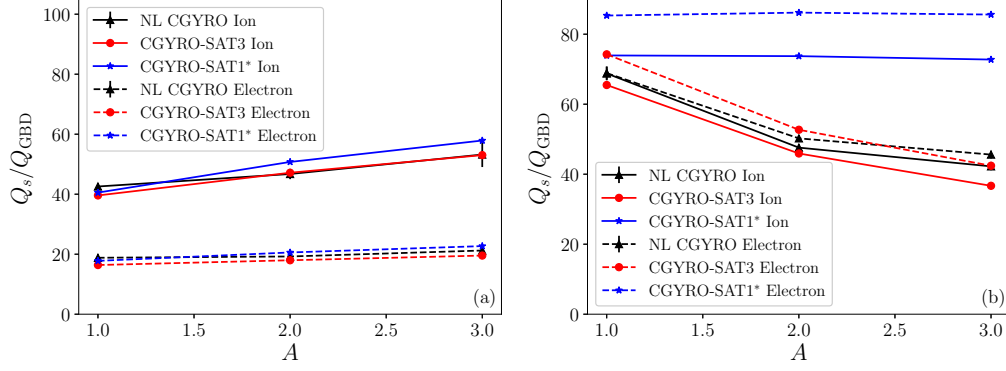 100
80
60
40
20
0
Q_s/Q_GBD
NL CGYRO Ion
CGYRO-SAT3 Ion
CGYRO-SAT1* Ion
NL CGYRO Electron
CGYRO-SAT3 Electron
CGYRO-SAT1* Electron
(a)
1.0 1.5 2.0 2.5 3.0
A
80
60
40
20
0
Q_s/Q_GBD
NL CGYRO Ion
CGYRO-SAT3 Ion
CGYRO-SAT1* Ion
NL CGYRO Electron
CGYRO-SAT3 Electron
CGYRO-SAT1* Electron
(b)
1.0 1.5 2.0 2.5 3.0
A